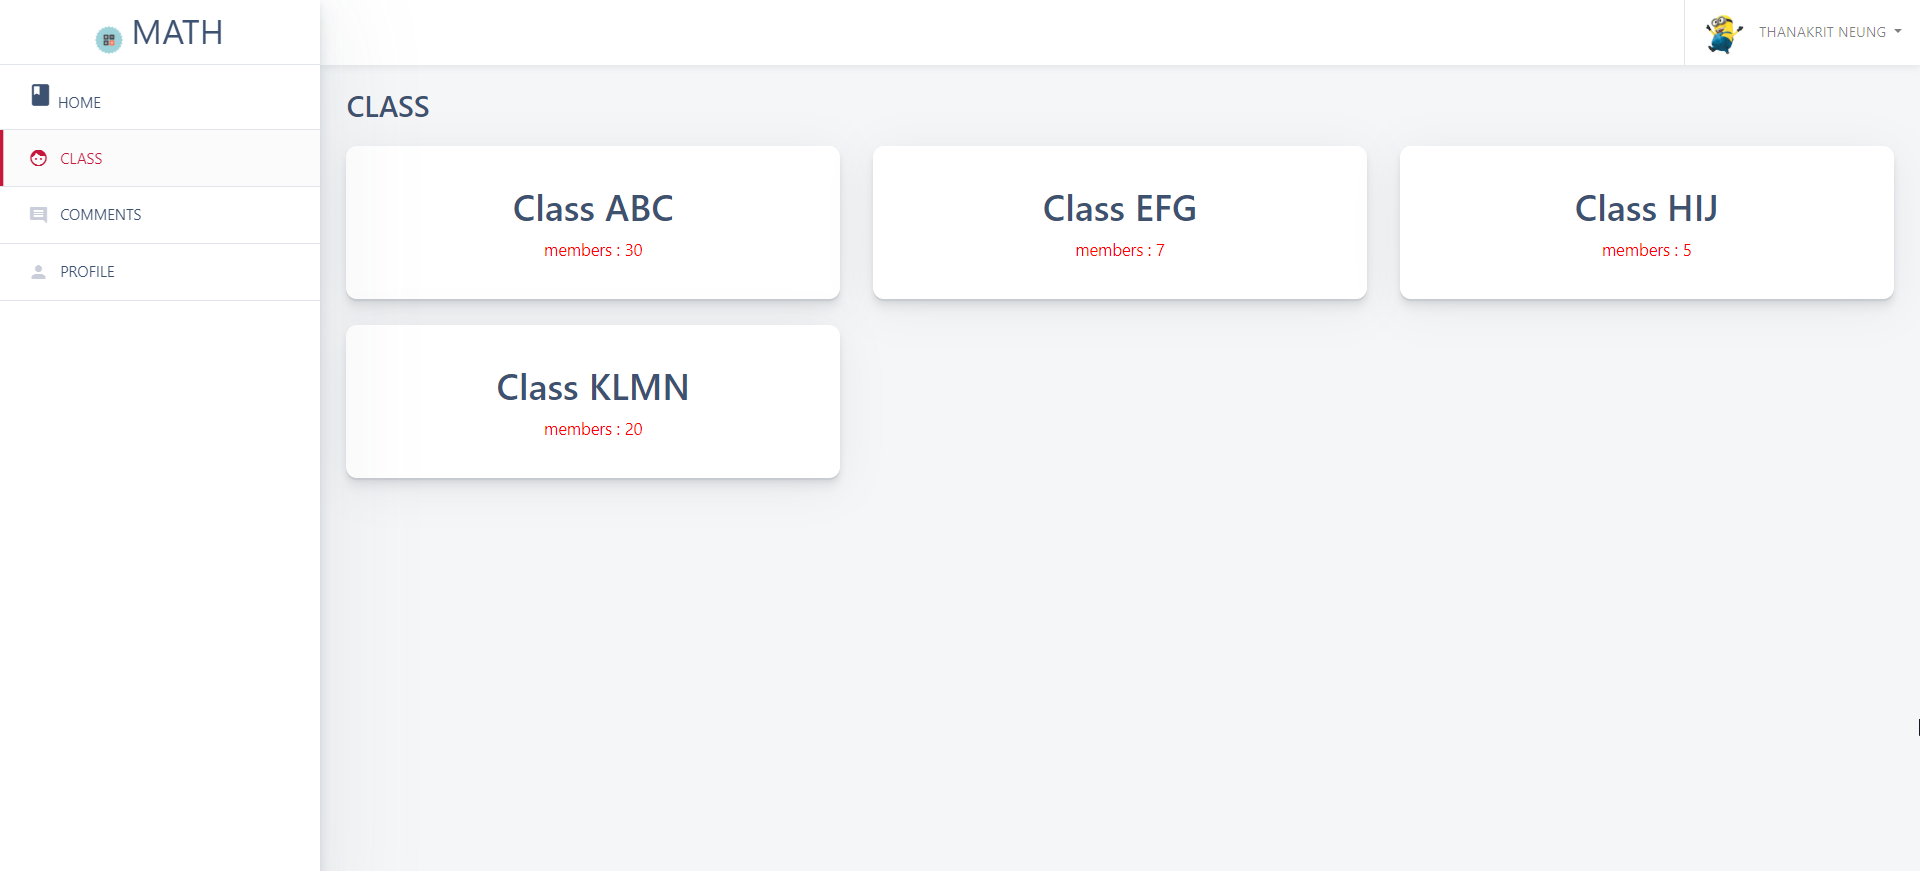 MATH
THANAKRIT NEUNG
HOME
CLASS
COMMENTS
PROFILE
CLASS
Class ABC
members : 30
Class EFG
members : 7
Class HIJ
members : 5
Class KLMN
members : 20